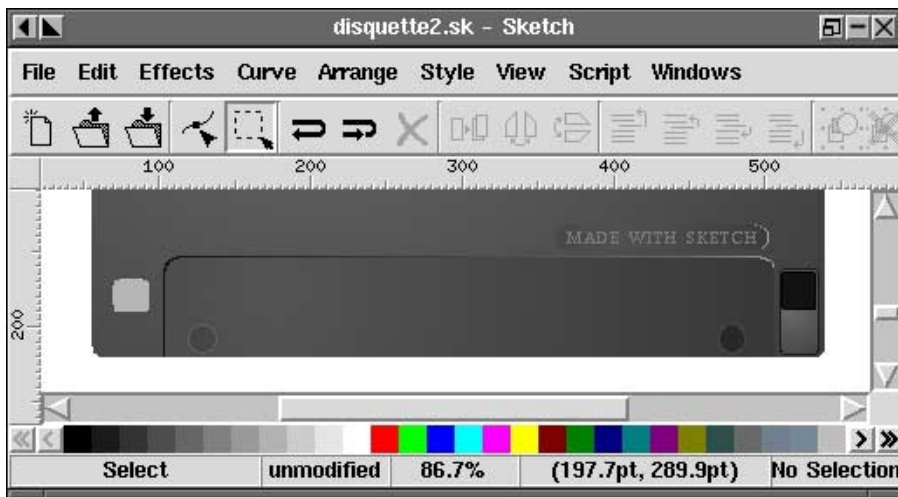 disquette2.sk - Sketch
File Edit Effects Curve Arrange Style View Script Windows
100 200 300 400 500
MADE WITH SKETCH
200
Select unmodified 86.7% (197.7pt, 289.9pt) No Selection